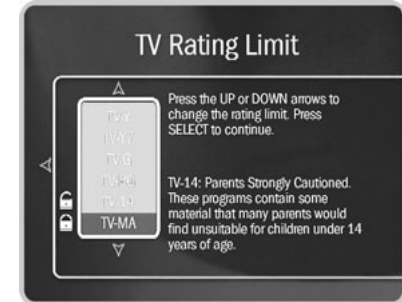 TV Rating Limit
Press the UP or DOWN arrows to
change the rating limit. Press
SELECT to continue.
TV-Y
TV-Y7
TV-G
TV-PG
TV-14
TV-MA
TV-14: Parents Strongly Cautioned.
These programs contain some
material that many parents would
find unsuitable for children under 14
years of age.